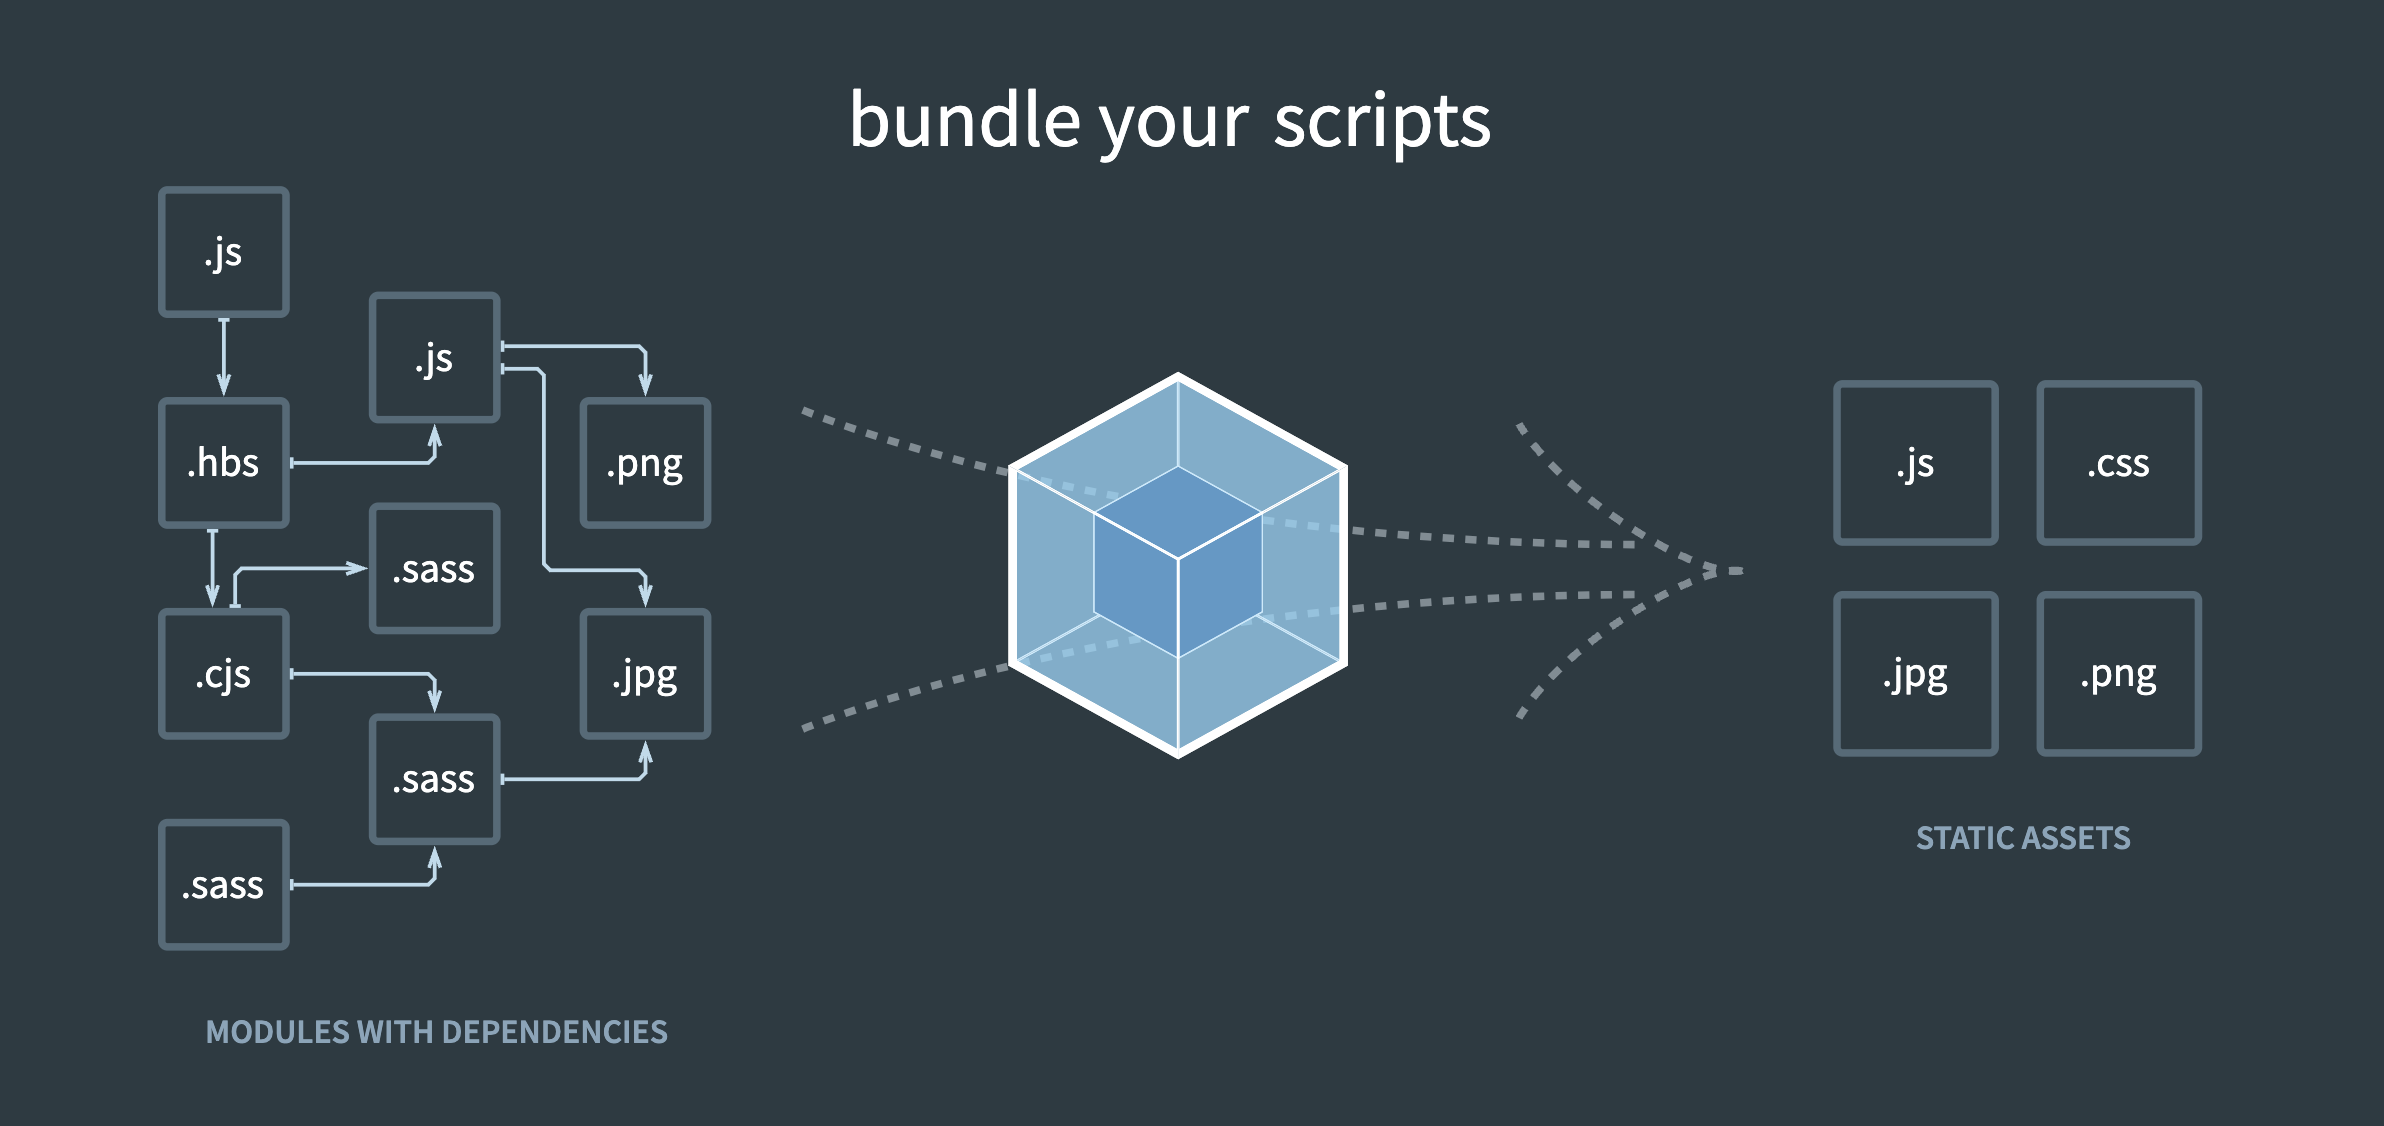 bundle your scripts
.js
.js
.hbs
.png
.sass
.cjs
.jpg
.sass
.sass
MODULES WITH DEPENDENCIES
.js
.css
.jpg
.png
STATIC ASSETS